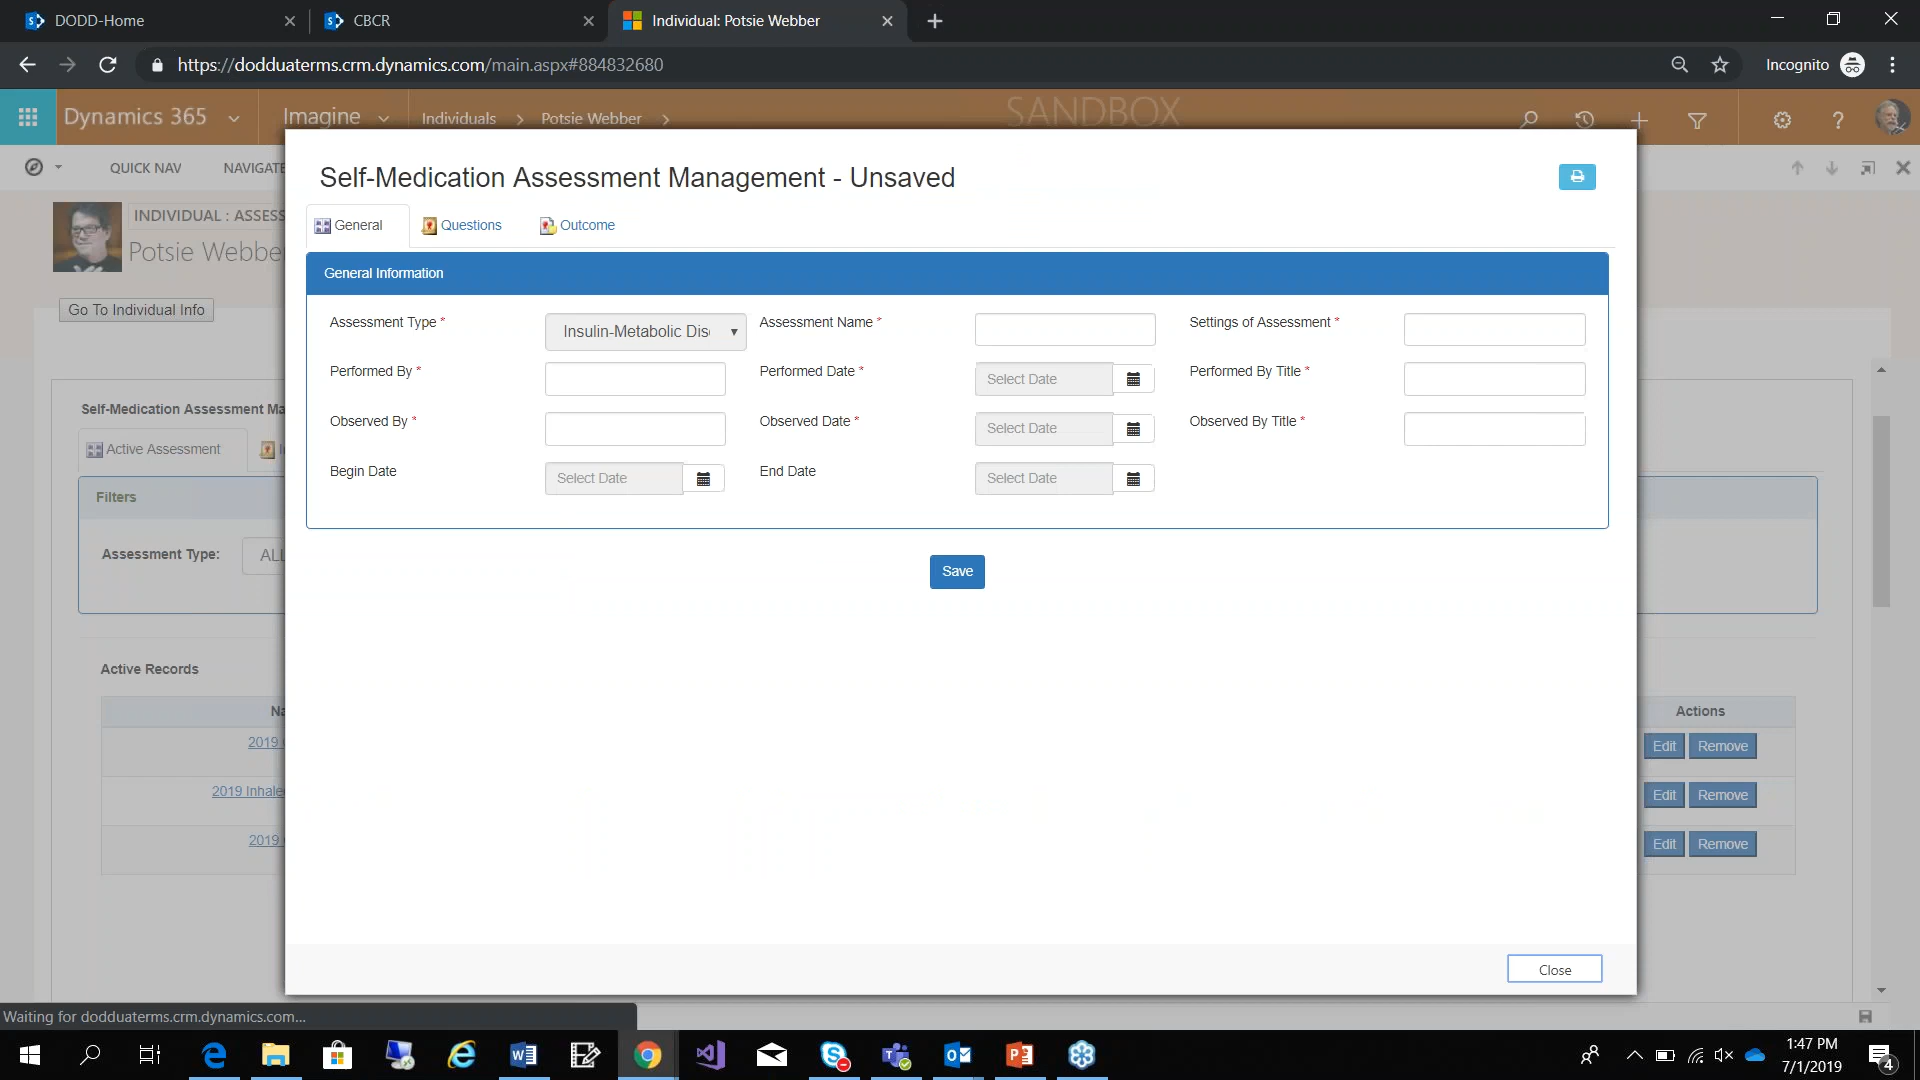 DODD-Home
CBCR
Individual: Potsie Webber
https://dodduaterms.crm.dynamics.com/main.aspx#884832680
Incognito
Dynamics 365
Imagine
Individuals
Potsie Webber
SANDBOX
QUICK NAV
NAVIGATE
INDIVIDUAL : ASSESS
Potsie Webber
Go To Individual Info
Self-Medication Assessment Management - Unsaved
General
Questions
Outcome
General Information
Assessment Type *
Insulin-Metabolic Dis
Assessment Name *
Settings of Assessment *
Performed By *
Performed Date *
Select Date
Performed By Title *
Observed By *
Observed Date *
Select Date
Observed By Title *
Begin Date
Select Date
End Date
Select Date
Save
Close
Self-Medication Assessment Ma
Active Assessment
Filters
Assessment Type:
ALL
Active Records
Na
Actions
2019
Edit
Remove
2019 Inhale
Edit
Remove
2019
Edit
Remove
Waiting for dodduaterms.crm.dynamics.com...
1:47 PM
7/1/2019
4